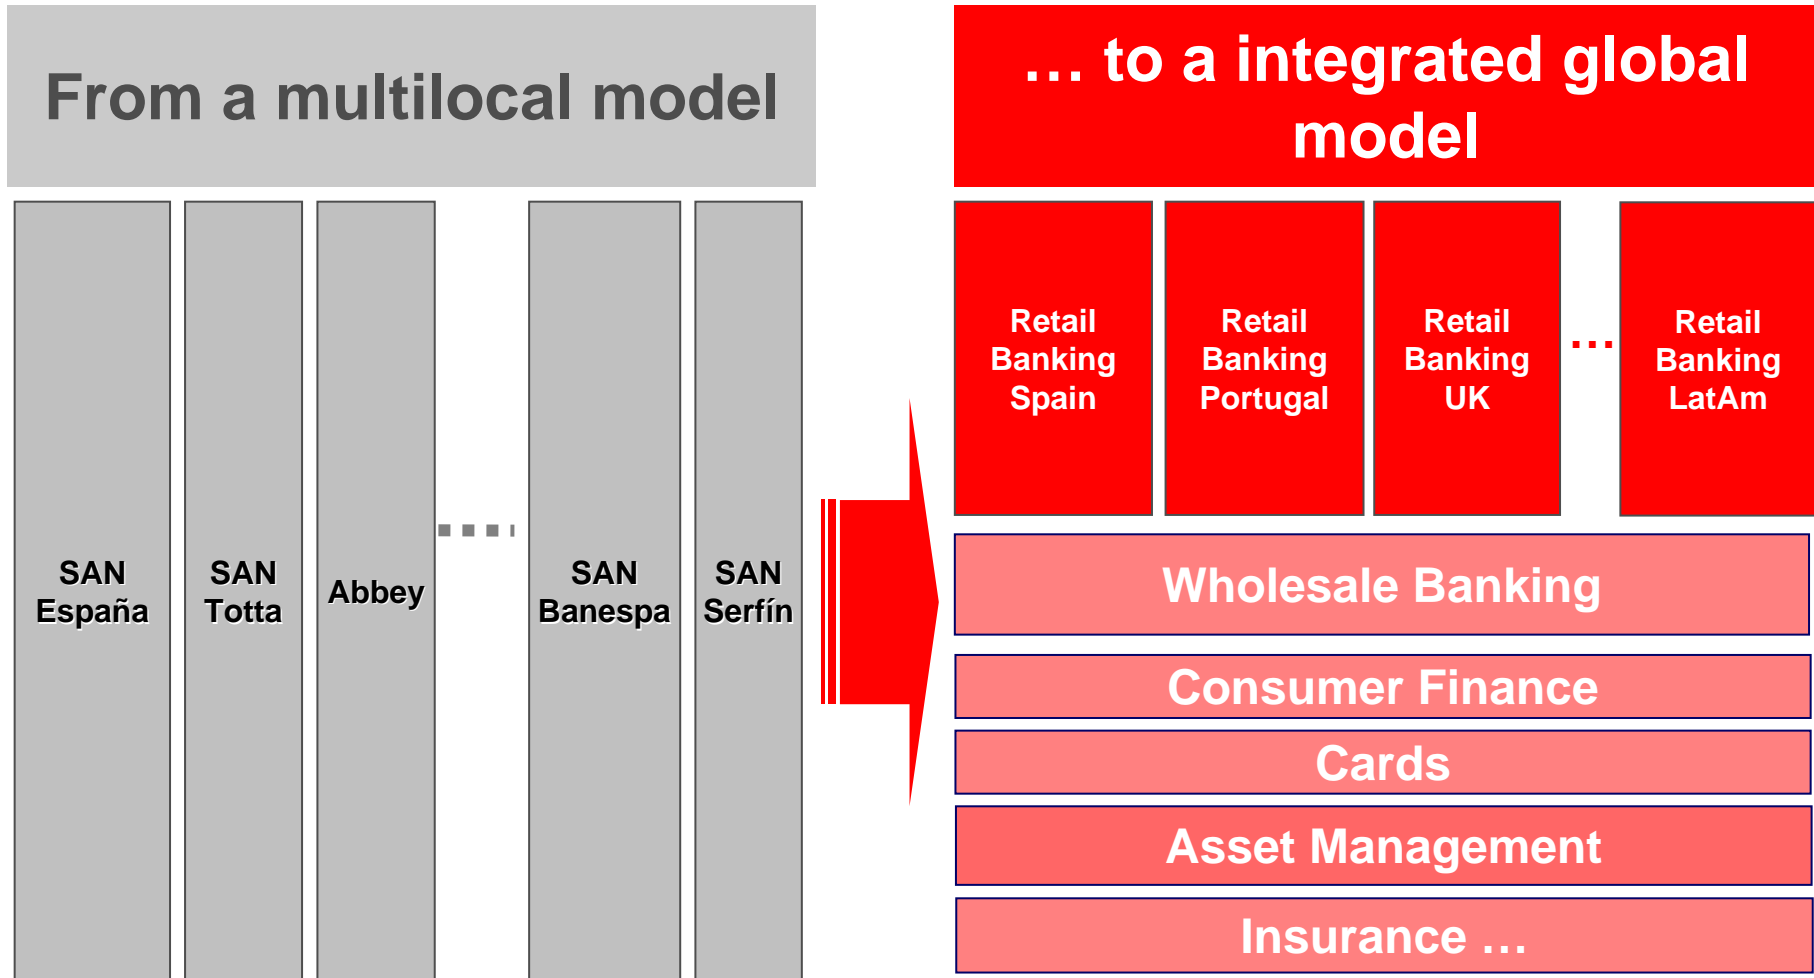 From a multilocal model
… to a integrated global
model
SAN
España
SAN
Totta
Abbey
SAN
Banespa
SAN
Serfín
Retail
Banking
Spain
Retail
Banking
Portugal
Retail
Banking
UK
…
Retail
Banking
LatAm
Wholesale Banking
Consumer Finance
Cards
Asset Management
Insurance …